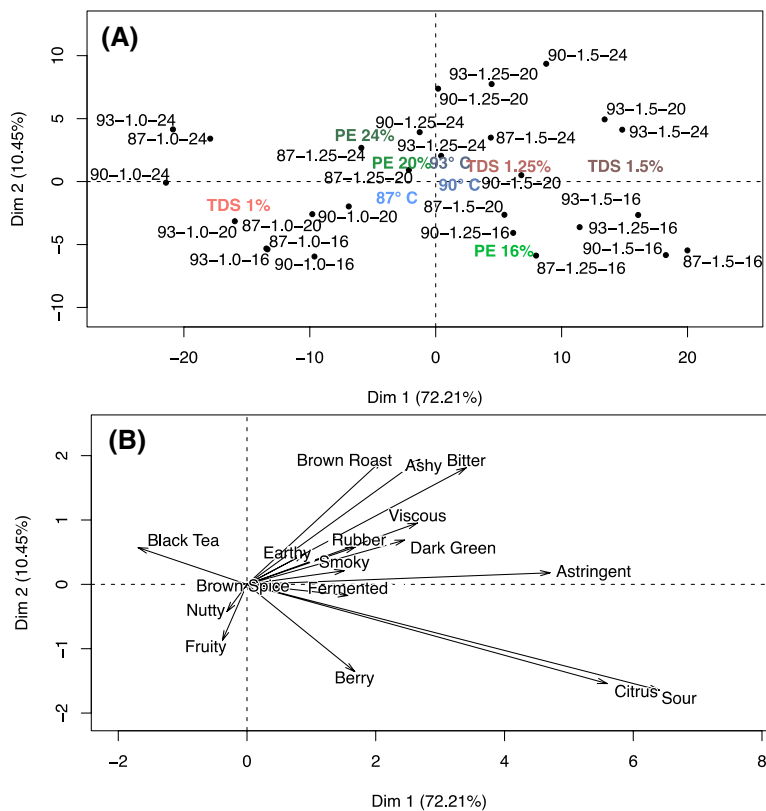 (A)
90−1.5−24
93−1.25−20
90−1.25−20
93−1.5−20
93−1.0−24
87−1.0−24
90−1.25−24
87−1.5−24
93−1.5−24
PE 24%
93−1.25−24
87−1.25−24
PE 20%
93° C
TDS 1.25%
TDS 1.5%
87−1.25−20
90−1.0−24
90° C
90−1.5−20
87° C
TDS 1%
93−1.5−16
87−1.5−20
93−1.0−20
87−1.0−20
90−1.0−20
90−1.25−16
93−1.25−16
87−1.0−16
PE 16%
90−1.5−16
87−1.5−16
93−1.0−16
90−1.0−16
87−1.25−16
Dim 2 (10.45%)
10
5
0
−5
−10
−20
−10
0
10
20
Dim 1 (72.21%)
(B)
Brown Roast
Ashy
Bitter
Viscous
Black Tea
Earthy
Rubber
Dark Green
Smoky
Astringent
Brown Spice
Fermented
Nutty
Fruity
Berry
Citrus
Sour
Dim 2 (10.45%)
2
1
0
−1
−2
−2
0
2
4
6
8
Dim 1 (72.21%)